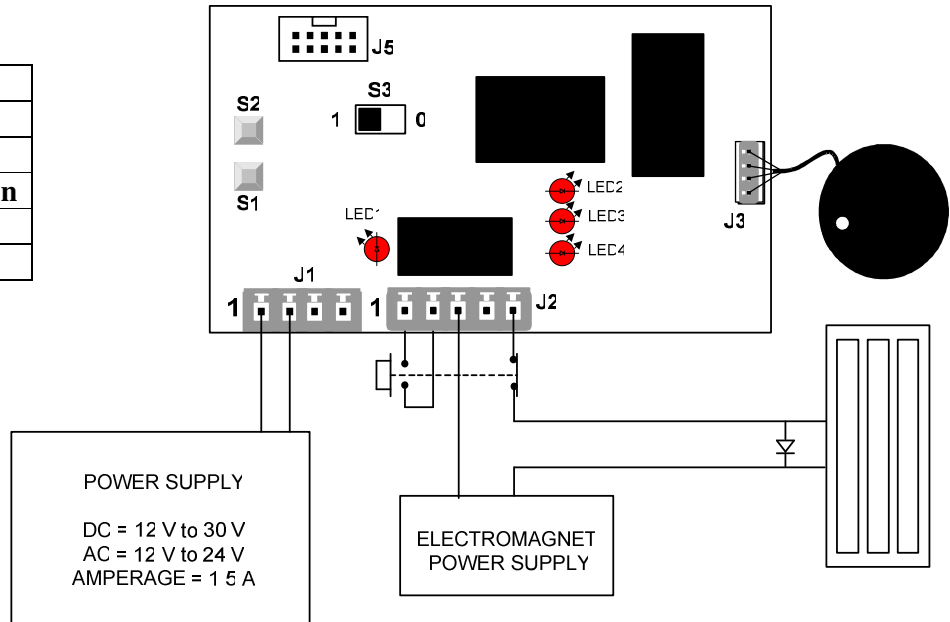 J5
S3
S2
1 0
n
S1
LED2
LED3
J3
LED1
LED4
J1
1
1
J2
POWER SUPPLY
DC = 12 V to 30 V
AC = 12 V to 24 V
AMPERAGE = 1 5 A
ELECTROMAGNET
POWER SUPPLY